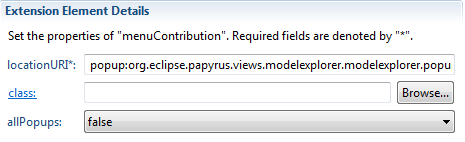 Extension Element Details
Set the properties of "menuContribution". Required fields are denoted by "*".
locationURI*: popup:org.eclipse.papyrus.views.modelexplorer.modelexplorer.popu
class: Browse...
allPopups: false